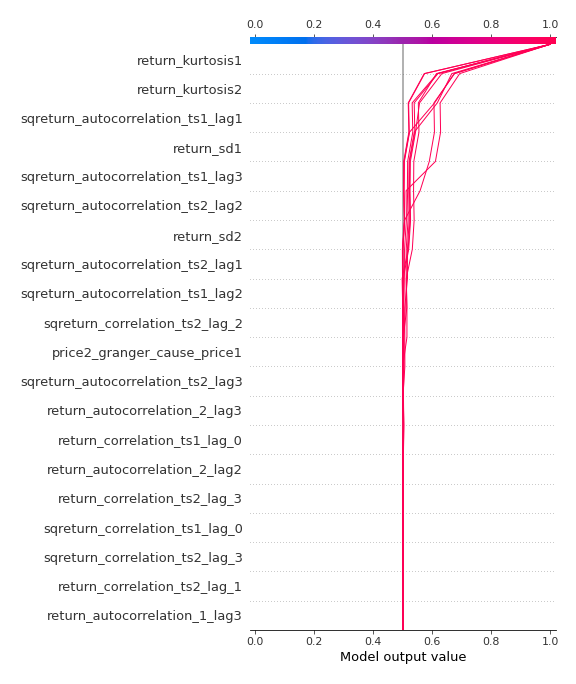 0.0 0.2 0.4 0.6 0.8 1.0
return_kurtosis1
return_kurtosis2
sqreturn_autocorrelation_ts1_lag1
return_sd1
sqreturn_autocorrelation_ts1_lag3
sqreturn_autocorrelation_ts2_lag2
return_sd2
sqreturn_autocorrelation_ts2_lag1
sqreturn_autocorrelation_ts1_lag2
sqreturn_correlation_ts2_lag_2
price2_granger_cause_price1
sqreturn_autocorrelation_ts2_lag3
return_autocorrelation_2_lag3
return_correlation_ts1_lag_0
return_autocorrelation_2_lag2
return_correlation_ts2_lag_3
sqreturn_correlation_ts1_lag_0
sqreturn_correlation_ts2_lag_3
return_correlation_ts2_lag_1
return_autocorrelation_1_lag3
0.0 0.2 0.4 0.6 0.8 1.0
Model output value